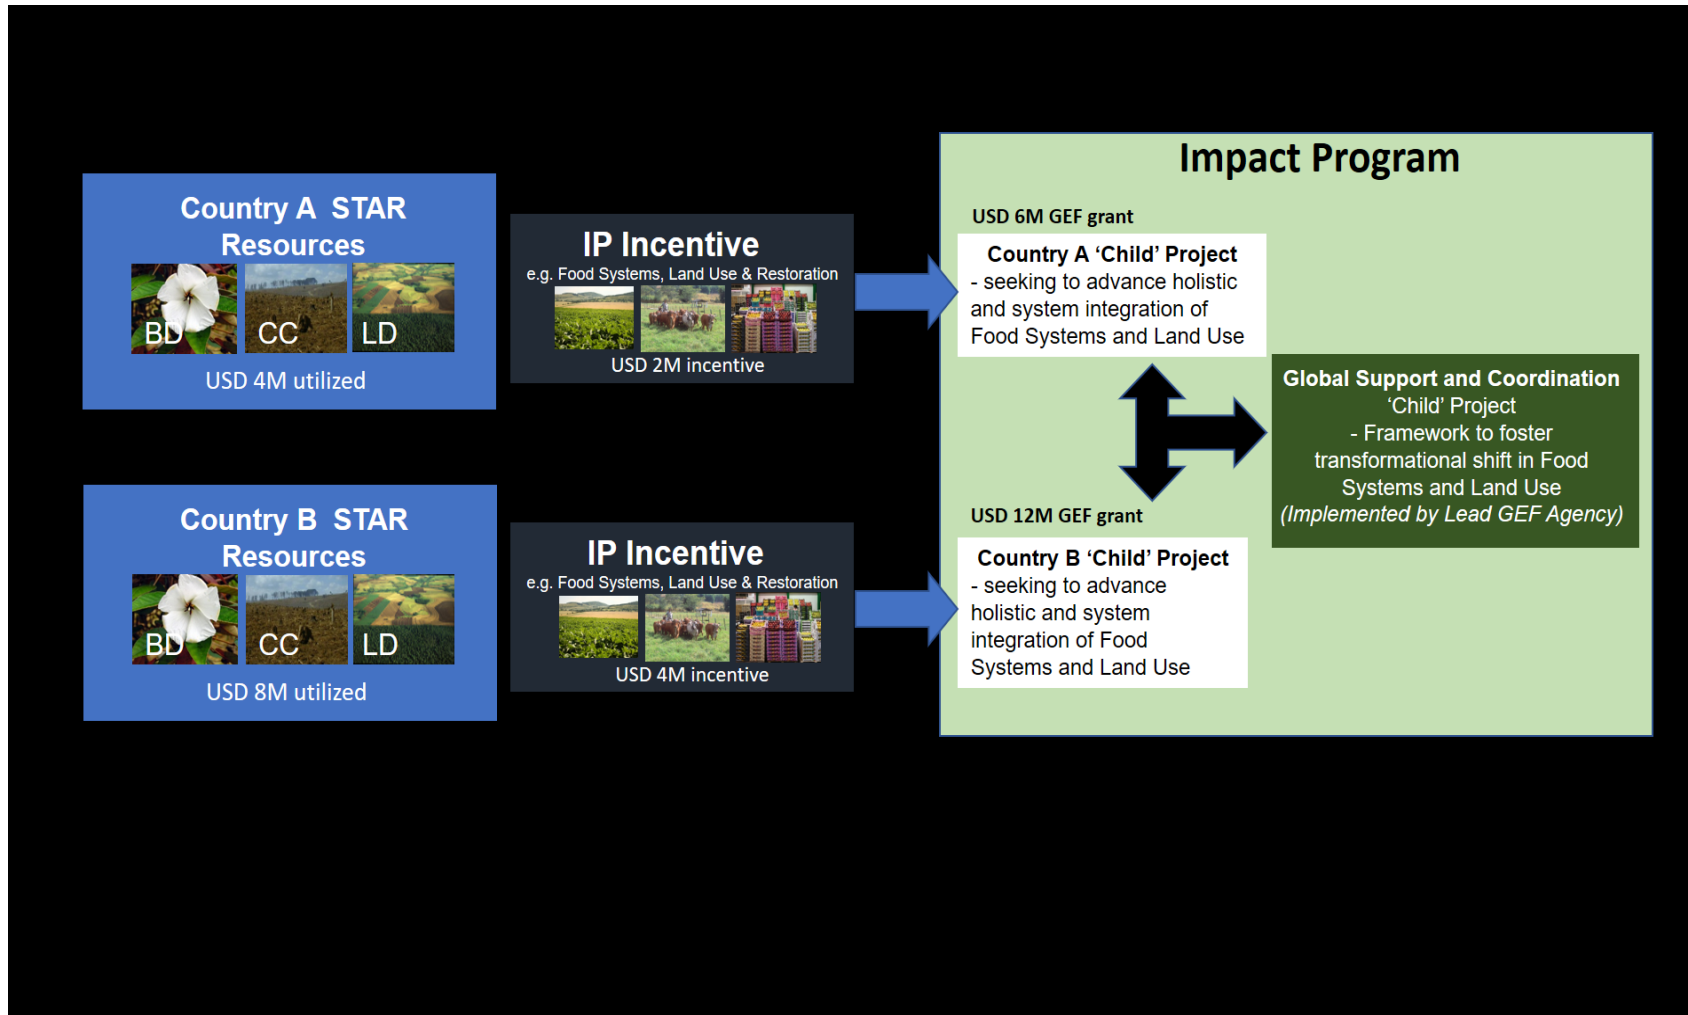 Impact Program
Country A  STAR
Resources
BD
CC
LD
USD 4M utilized
IP Incentive
e.g. Food Systems, Land Use & Restoration
USD 2M incentive
USD 6M GEF grant
Country A ‘Child’ Project
- seeking to advance holistic
and system integration of
Food Systems and Land Use
Global Support and Coordination
‘Child’ Project
- Framework to foster
transformational shift in Food
Systems and Land Use
(Implemented by Lead GEF Agency)
Country B  STAR
Resources
BD
CC
LD
USD 8M utilized
IP Incentive
e.g. Food Systems, Land Use & Restoration
USD 4M incentive
USD 12M GEF grant
Country B ‘Child’ Project
- seeking to advance
holistic and system
integration of Food
Systems and Land Use